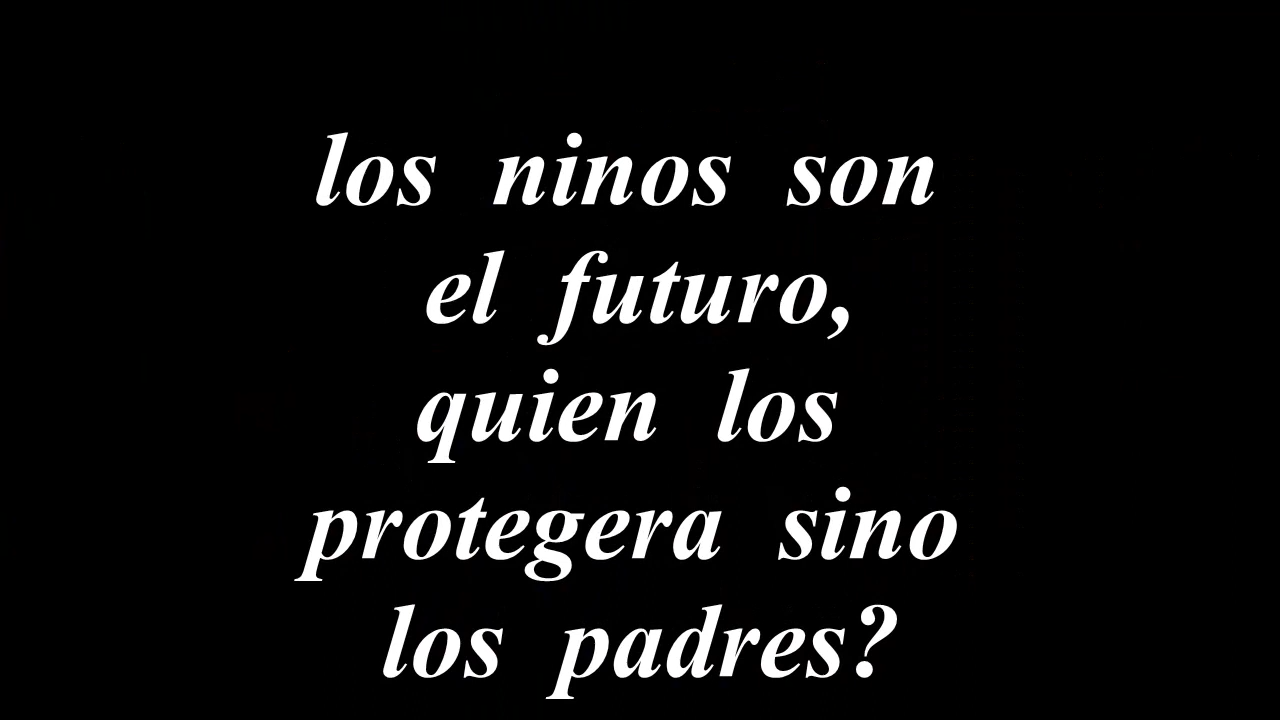 los ninos son
el futuro,
quien los
protegera sino
los padres?